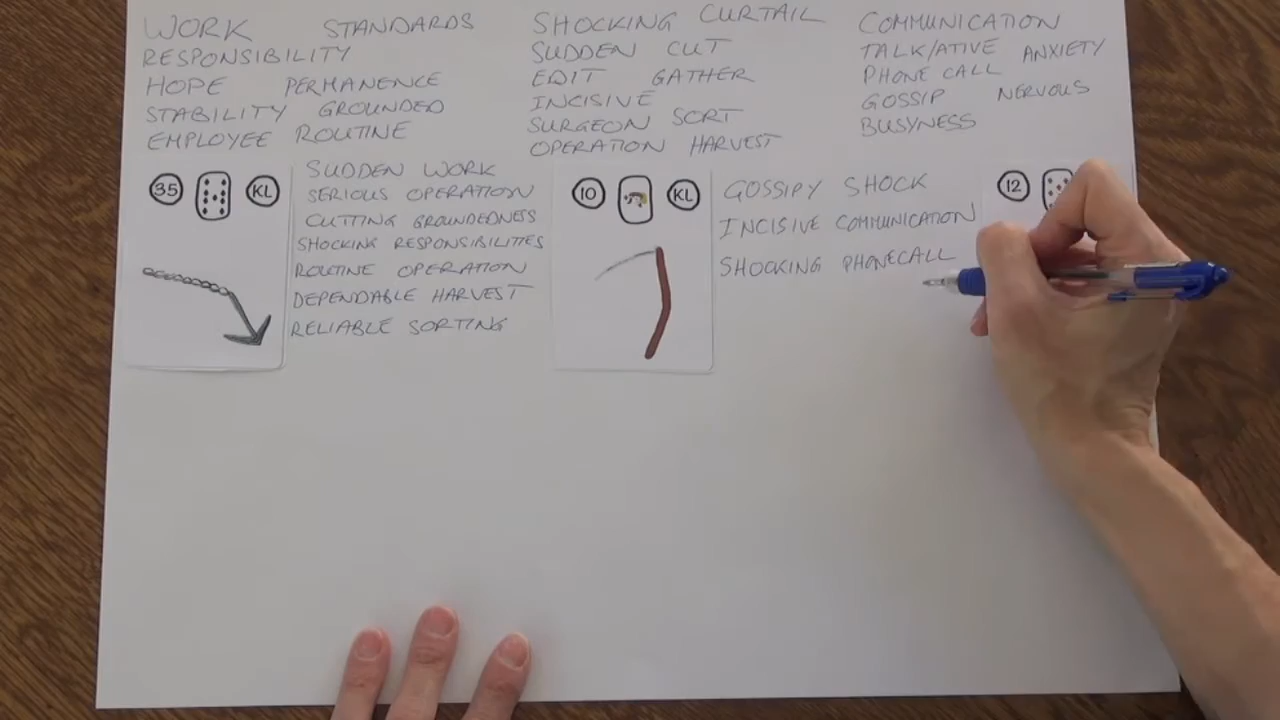 WORK STANDARDS
RESPONSIBILITY
HOPE PERMANENCE
STABILITY GROUNDED
EMPLOYEE ROUTINE
SHOCKING CURTAIL
SUDDEN CUT
EDIT GATHER
INCISIVE
SURGEON SORT
OPERATION HARVEST
COMMUNICATION
TALK/ATIVE ANXIETY
PHONE CALL
GOSSIP NERVOUS
BUSYNESS
35 KL
SUDDEN WORK
SERIOUS OPERATION
CUTTING GROUNDEDNESS
SHOCKING RESPONSIBILITIES
ROUTINE OPERATION
DEPENDABLE HARVEST
RELIABLE SORTING
10 KL
GOSSIPY SHOCK
INCISIVE COMMUNICATION
SHOCKING PHONECALL
12